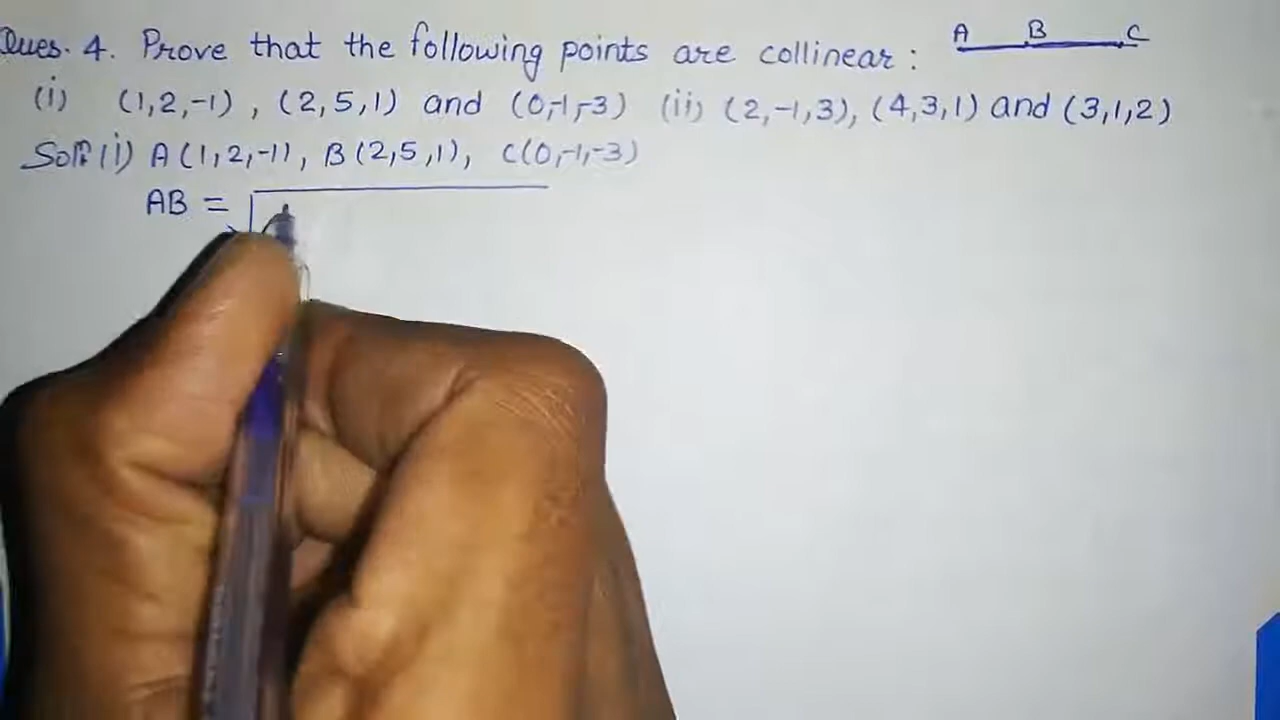 Ques. 4. Prove that the following points are collinear :
A B C
(i) (1,2,-1), (2,5,1) and (0,-1,-3) (ii) (2,-1,3), (4,3,1) and (3,1,2)
Solⁿ (i) A(1,2,-1), B(2,5,1), C(0,-1,-3)
AB = √